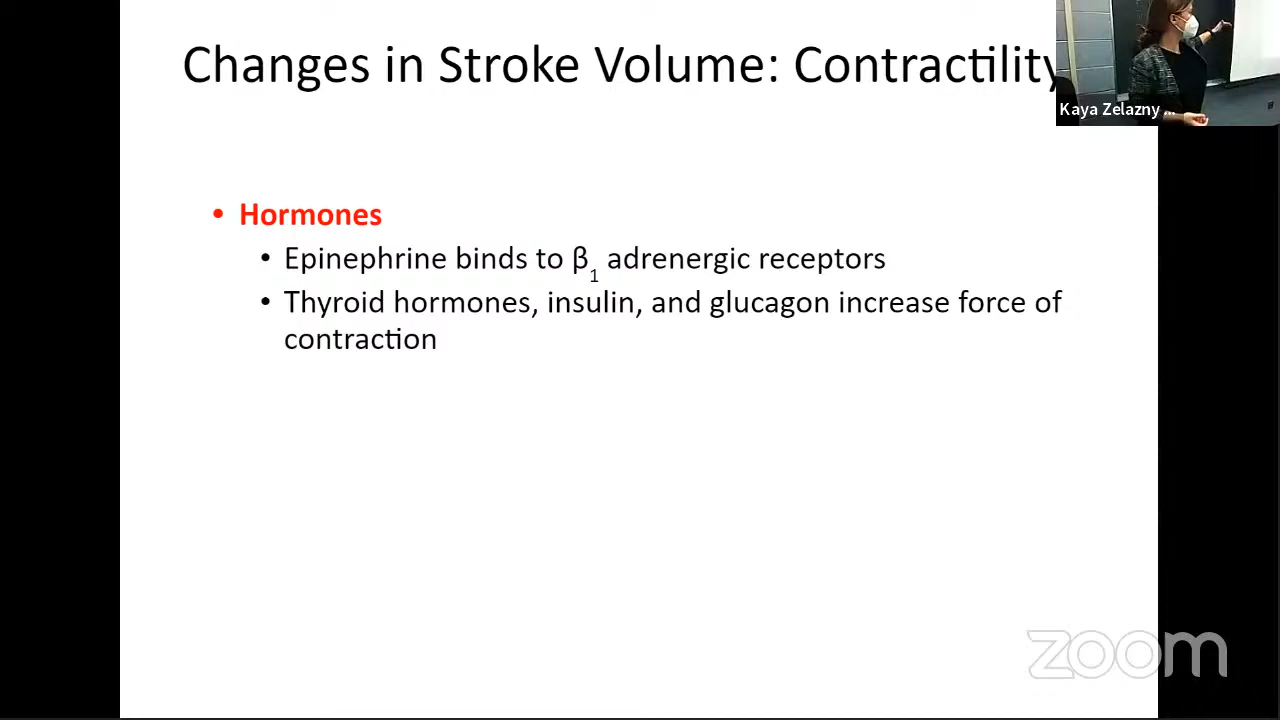 Changes in Stroke Volume: Contractility
Kaya Zelazny ...
• Hormones
• Epinephrine binds to β₁ adrenergic receptors
• Thyroid hormones, insulin, and glucagon increase force of
contraction
zoom